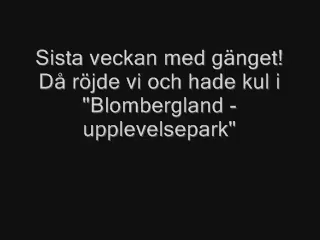 Sista veckan med gänget!
Då röjde vi och hade kul i
"Blombergland -
upplevelsepark"